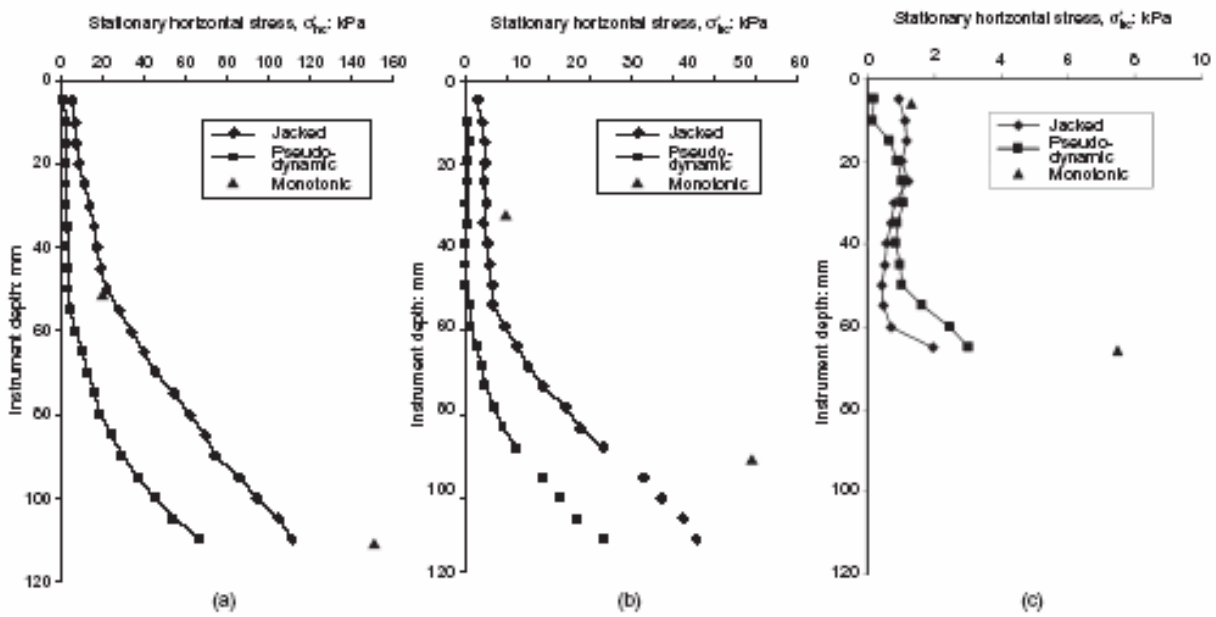 Stationary horizontal stress, σ'hc: kPa
0 20 40 60 80 100 120 140 160
0
20
40
60
80
100
120
Instrument depth: mm
Jacked
Pseudo-
dynamic
Monotonic
(a)
Stationary horizontal stress, σ'hc: kPa
0 10 20 30 40 50 60
0
20
40
60
80
100
120
Instrument depth: mm
Jacked
Pseudo-
dynamic
Monotonic
(b)
Stationary horizontal stress, σ'hc: kPa
0 2 4 6 8 10
0
20
40
60
80
100
120
Instrument depth: mm
Jacked
Pseudo-
dynamic
Monotonic
(c)